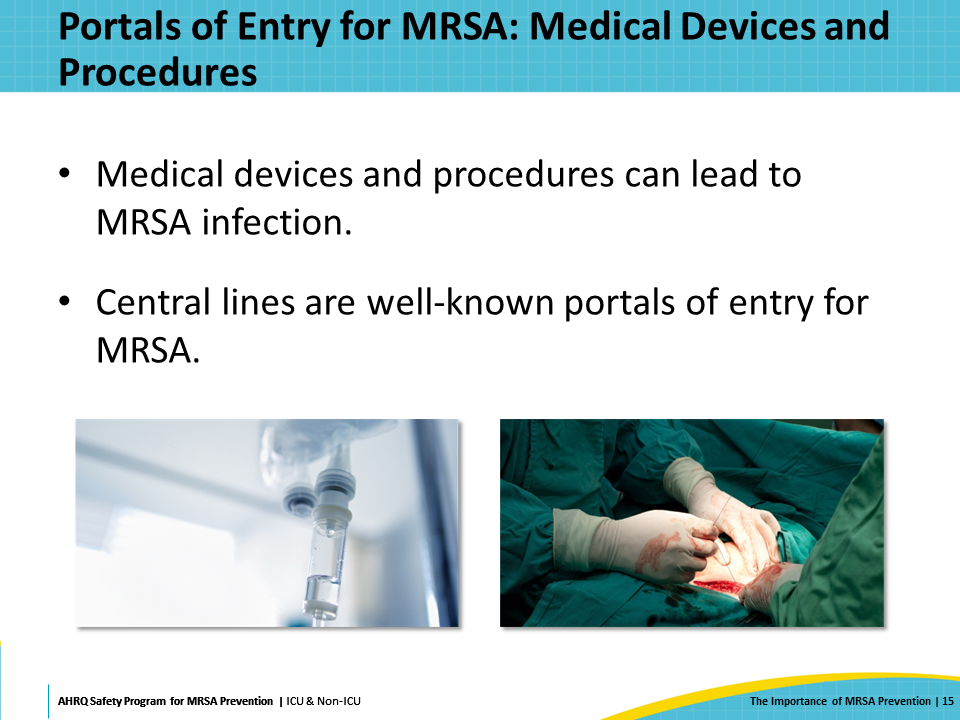 Portals of Entry for MRSA: Medical Devices and
Procedures
• Medical devices and procedures can lead to
MRSA infection.
• Central lines are well-known portals of entry for
MRSA.
AHRQ Safety Program for MRSA Prevention | ICU & Non-ICU
The Importance of MRSA Prevention | 15